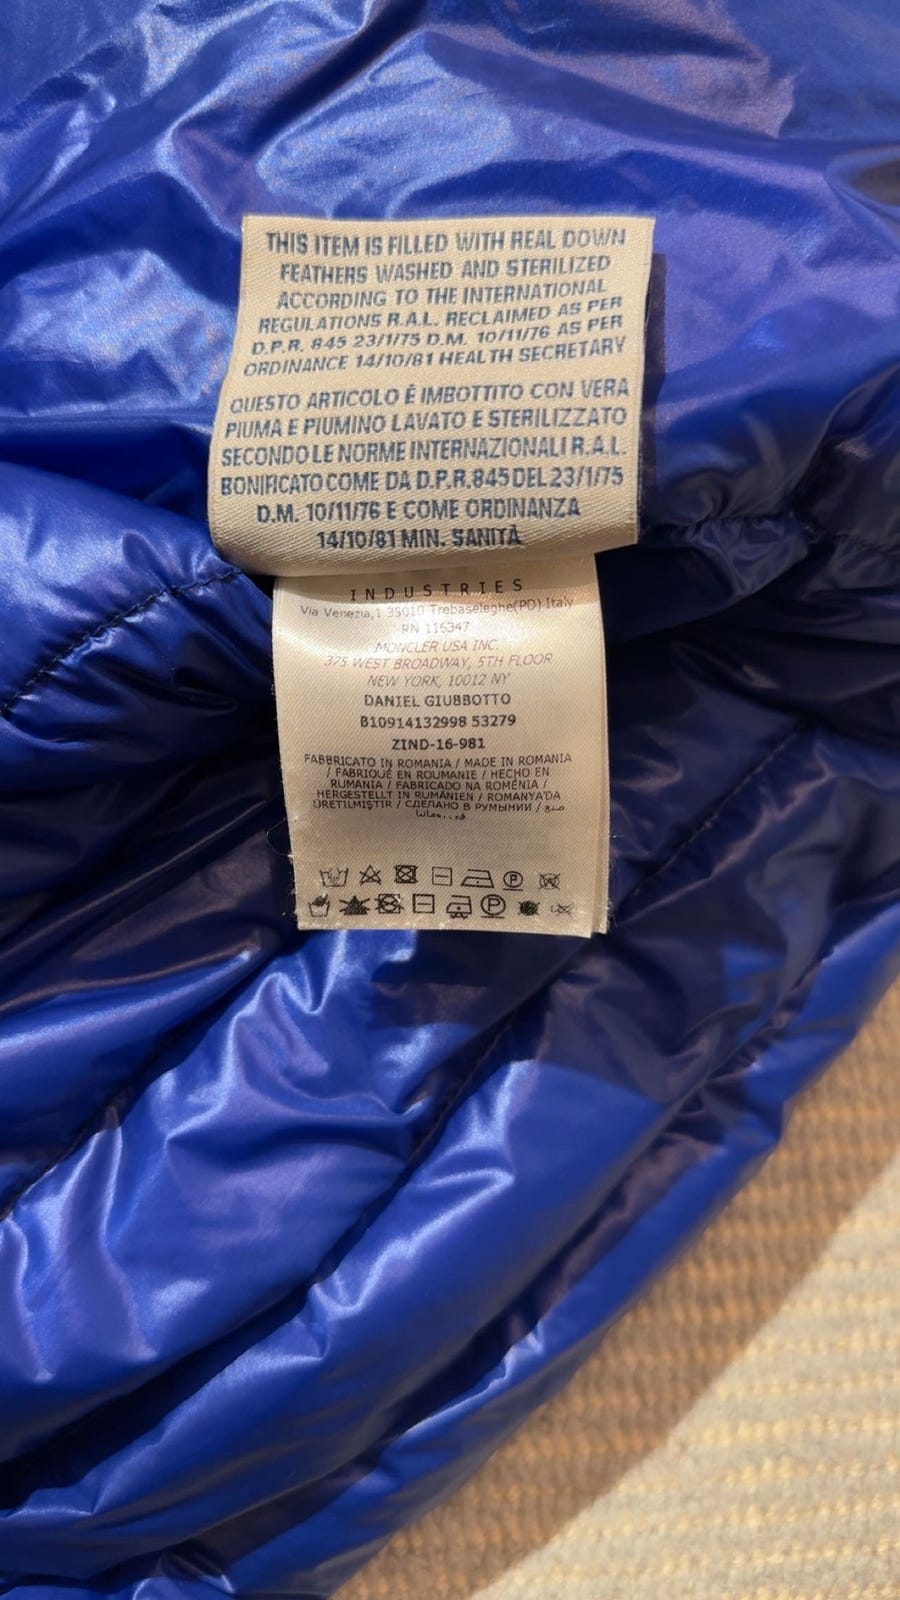 THIS ITEM IS FILLED WITH REAL DOWN
FEATHERS WASHED AND STERILIZED
ACCORDING TO THE INTERNATIONAL
REGULATIONS R.A.L. RECLAIMED AS PER
D.P.R. 845 23/1/75 D.M. 10/11/76 AS PER
ORDINANCE 14/10/81 HEALTH SECRETARY
QUESTO ARTICOLO È IMBOTTITO CON VERA
PIUMA E PIUMINO LAVATO E STERILIZZATO
SECONDO LE NORME INTERNAZIONALI R.A.L.
BONIFICATO COME DA D.P.R.845 DEL 23/1/75
D.M. 10/11/76 E COME ORDINANZA
14/10/81 MIN. SANITÀ
INDUSTRIES
Via Venezia,1 35010 Trebaseleghe(PD) Italy
RN 116347
MONCLER USA INC.
375 WEST BROADWAY, 5TH FLOOR
NEW YORK, 10012 NY
DANIEL GIUBBOTTO
B10914132998 53279
ZIND-16-981
FABBRICATO IN ROMANIA / MADE IN ROMANIA
/ FABRIQUÉ EN ROUMANIE / HECHO EN
RUMANIA / FABRICADO NA ROMÉNIA /
HERGESTELLT IN RUMÄNIEN / ROMANYA'DA
ÜRETILMIŞTIR / СДЕЛАНО В РУМЫНИИ / صنع